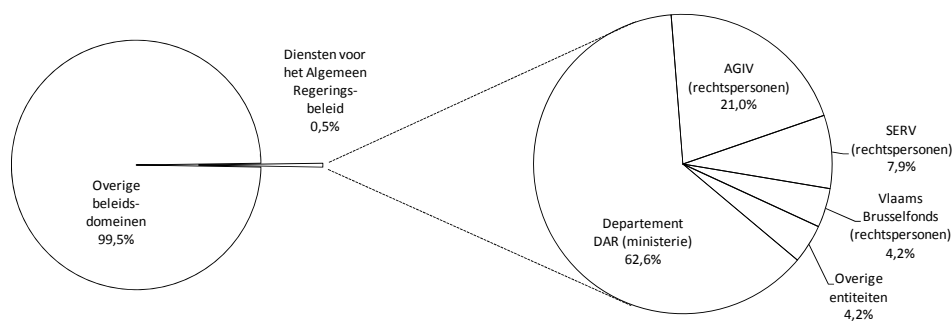 Overige
beleids-
domeinen
99,5%
Diensten voor
het Algemeen
Regerings-
beleid
0,5%
AGIV
(rechtspersonen)
21,0%
SERV
(rechtspersonen)
7,9%
Vlaams
Brusselfonds
(rechtspersonen)
4,2%
Overige
entiteiten
4,2%
Departement
DAR (ministerie)
62,6%